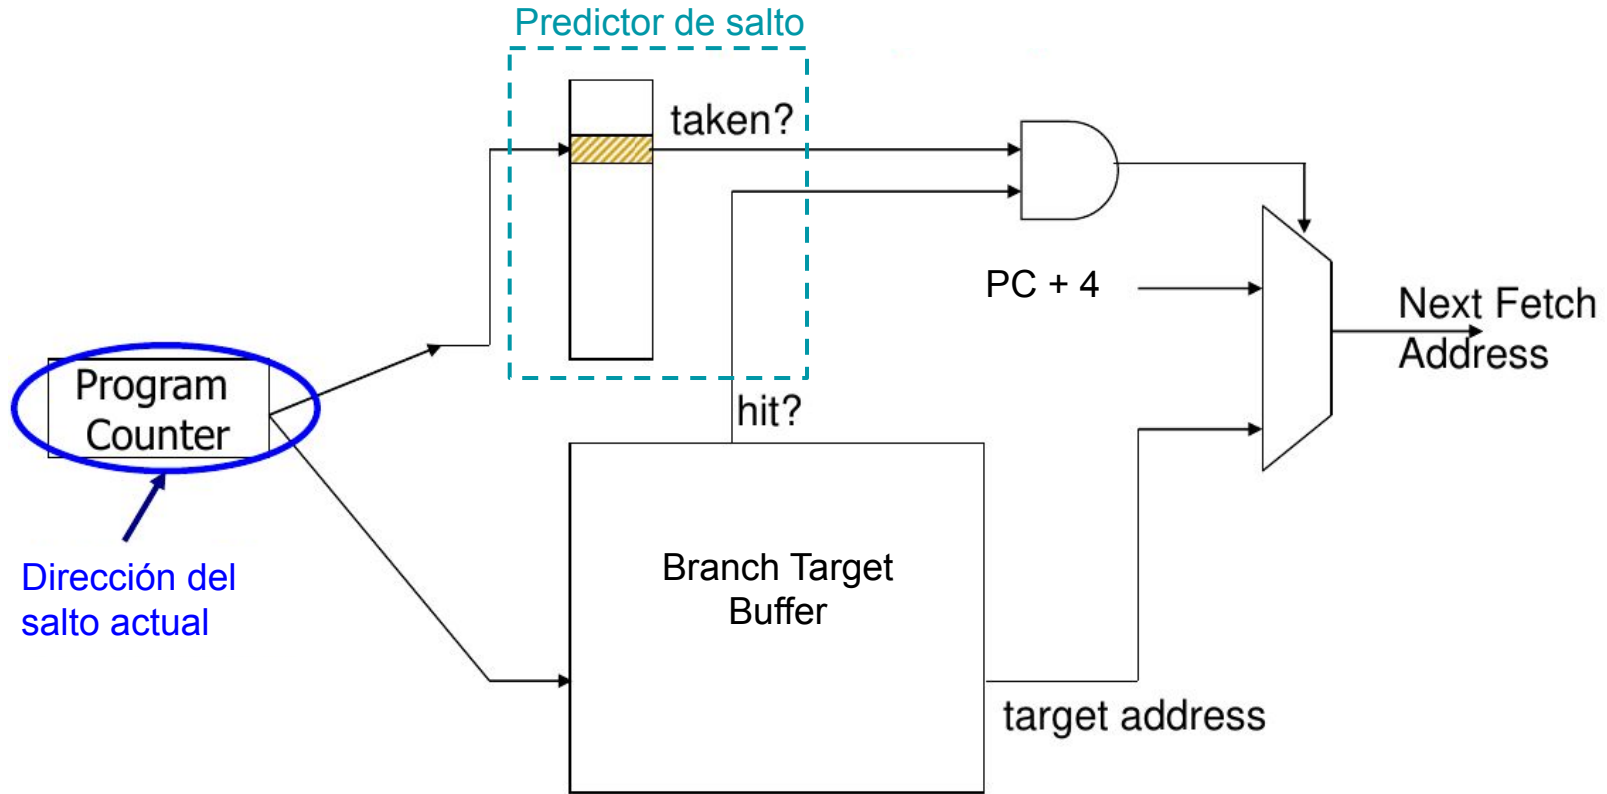 Predictor de salto
taken?
PC + 4
Next Fetch
Address
Program
Counter
hit?
Dirección del
salto actual
Branch Target
Buffer
target address